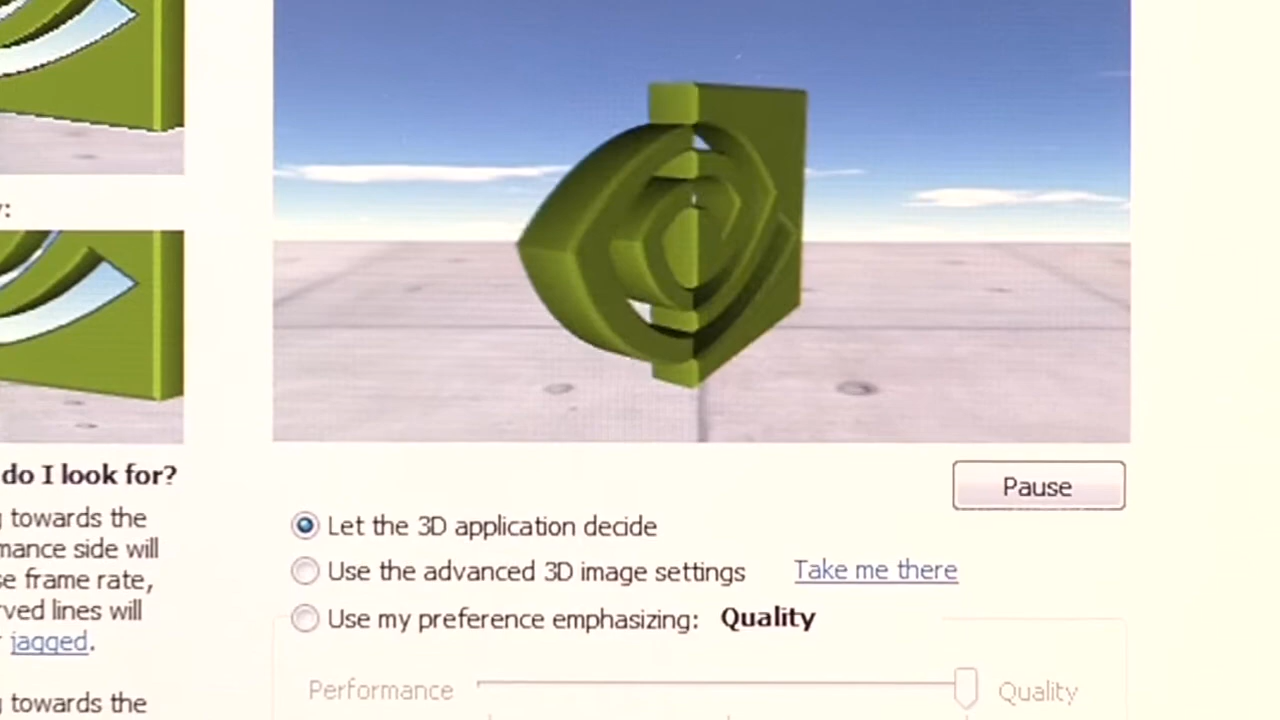 do I look for?
towards the
mance side will
se frame rate,
ved lines will
jagged.
towards the
Pause
Let the 3D application decide
Use the advanced 3D image settings Take me there
Use my preference emphasizing: Quality
Performance Quality